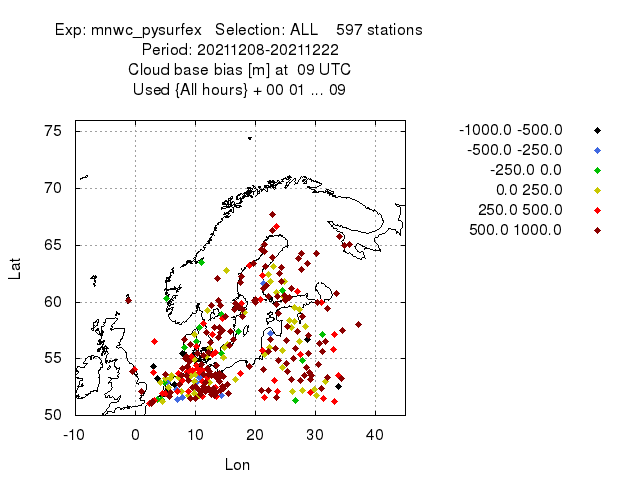 Exp: mnwc_pysurfex   Selection: ALL    597 stations
Period: 20211208-20211222
Cloud base bias [m] at  09 UTC
Used {All hours} + 00 01 ... 09
-1000.0 -500.0
-500.0 -250.0
-250.0 0.0
0.0 250.0
250.0 500.0
500.0 1000.0
Lat
75
70
65
60
55
50
-10 0 10 20 30 40
Lon